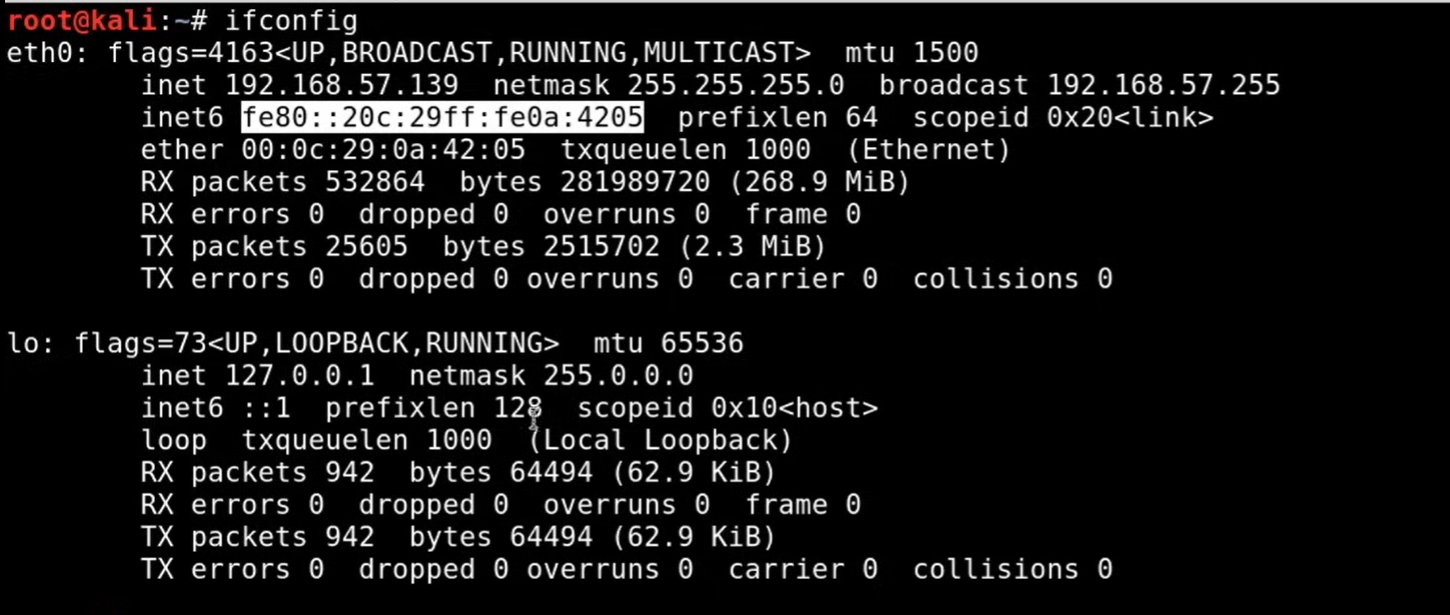 root@kali:~# ifconfig
eth0: flags=4163<UP,BROADCAST,RUNNING,MULTICAST>  mtu 1500
        inet 192.168.57.139  netmask 255.255.255.0  broadcast 192.168.57.255
        inet6 fe80::20c:29ff:fe0a:4205  prefixlen 64  scopeid 0x20<link>
        ether 00:0c:29:0a:42:05  txqueuelen 1000  (Ethernet)
        RX packets 532864  bytes 281989720 (268.9 MiB)
        RX errors 0  dropped 0  overruns 0  frame 0
        TX packets 25605  bytes 2515702 (2.3 MiB)
        TX errors 0  dropped 0 overruns 0  carrier 0  collisions 0

lo: flags=73<UP,LOOPBACK,RUNNING>  mtu 65536
        inet 127.0.0.1  netmask 255.0.0.0
        inet6 ::1  prefixlen 128  scopeid 0x10<host>
        loop  txqueuelen 1000  (Local Loopback)
        RX packets 942  bytes 64494 (62.9 KiB)
        RX errors 0  dropped 0  overruns 0  frame 0
        TX packets 942  bytes 64494 (62.9 KiB)
        TX errors 0  dropped 0 overruns 0  carrier 0  collisions 0